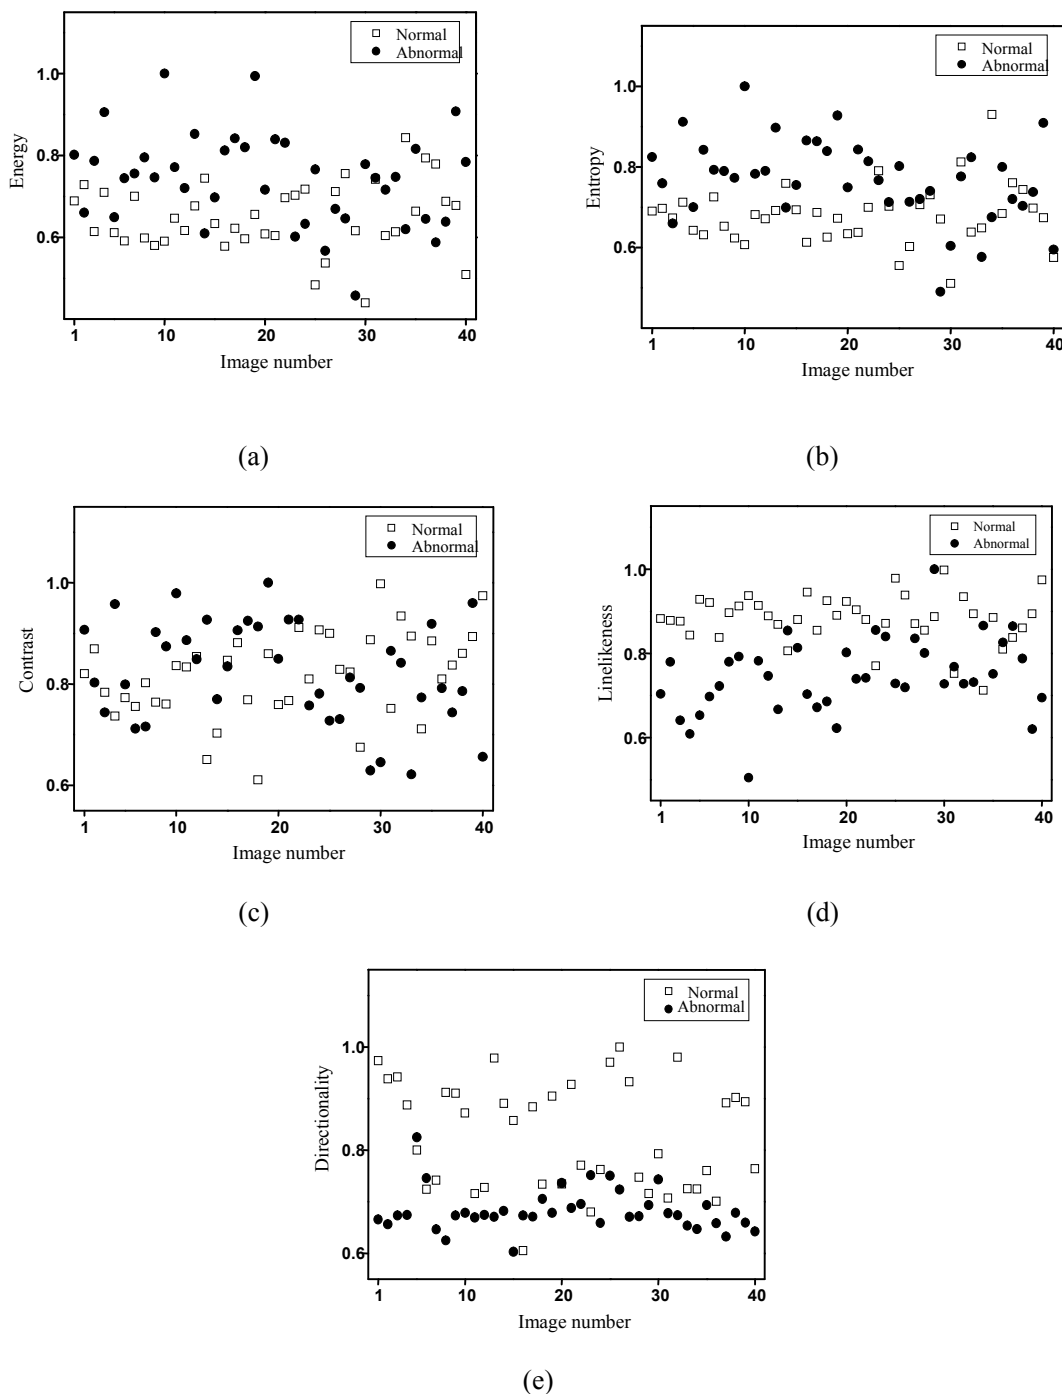 Normal
Abnormal
1.0
0.8
0.6
Energy
1
10
20
30
40
Image number
(a)
Normal
Abnormal
1.0
0.8
0.6
Entropy
1
10
20
30
40
Image number
(b)
Normal
Abnormal
1.0
0.8
0.6
Contrast
1
10
20
30
40
Image number
(c)
Normal
Abnormal
1.0
0.8
0.6
Linelikeness
1
10
20
30
40
Image number
(d)
Normal
Abnormal
1.0
0.8
0.6
Directionality
1
10
20
30
40
Image number
(e)